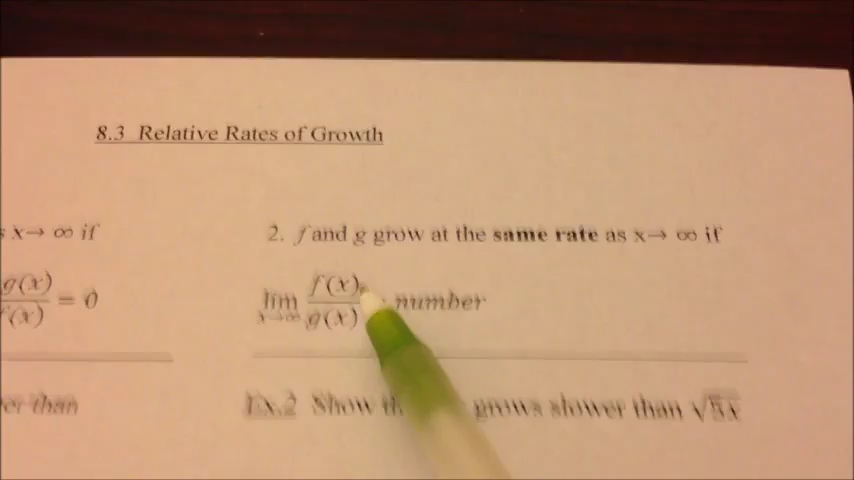 8.3 Relative Rates of Growth
x→ ∞ if
g(x)/f(x) = 0
er than
2. f and g grow at the same rate as x→ ∞ if
lim x→∞ f(x)/g(x) number
Ex.2 Show grows slower than √5x